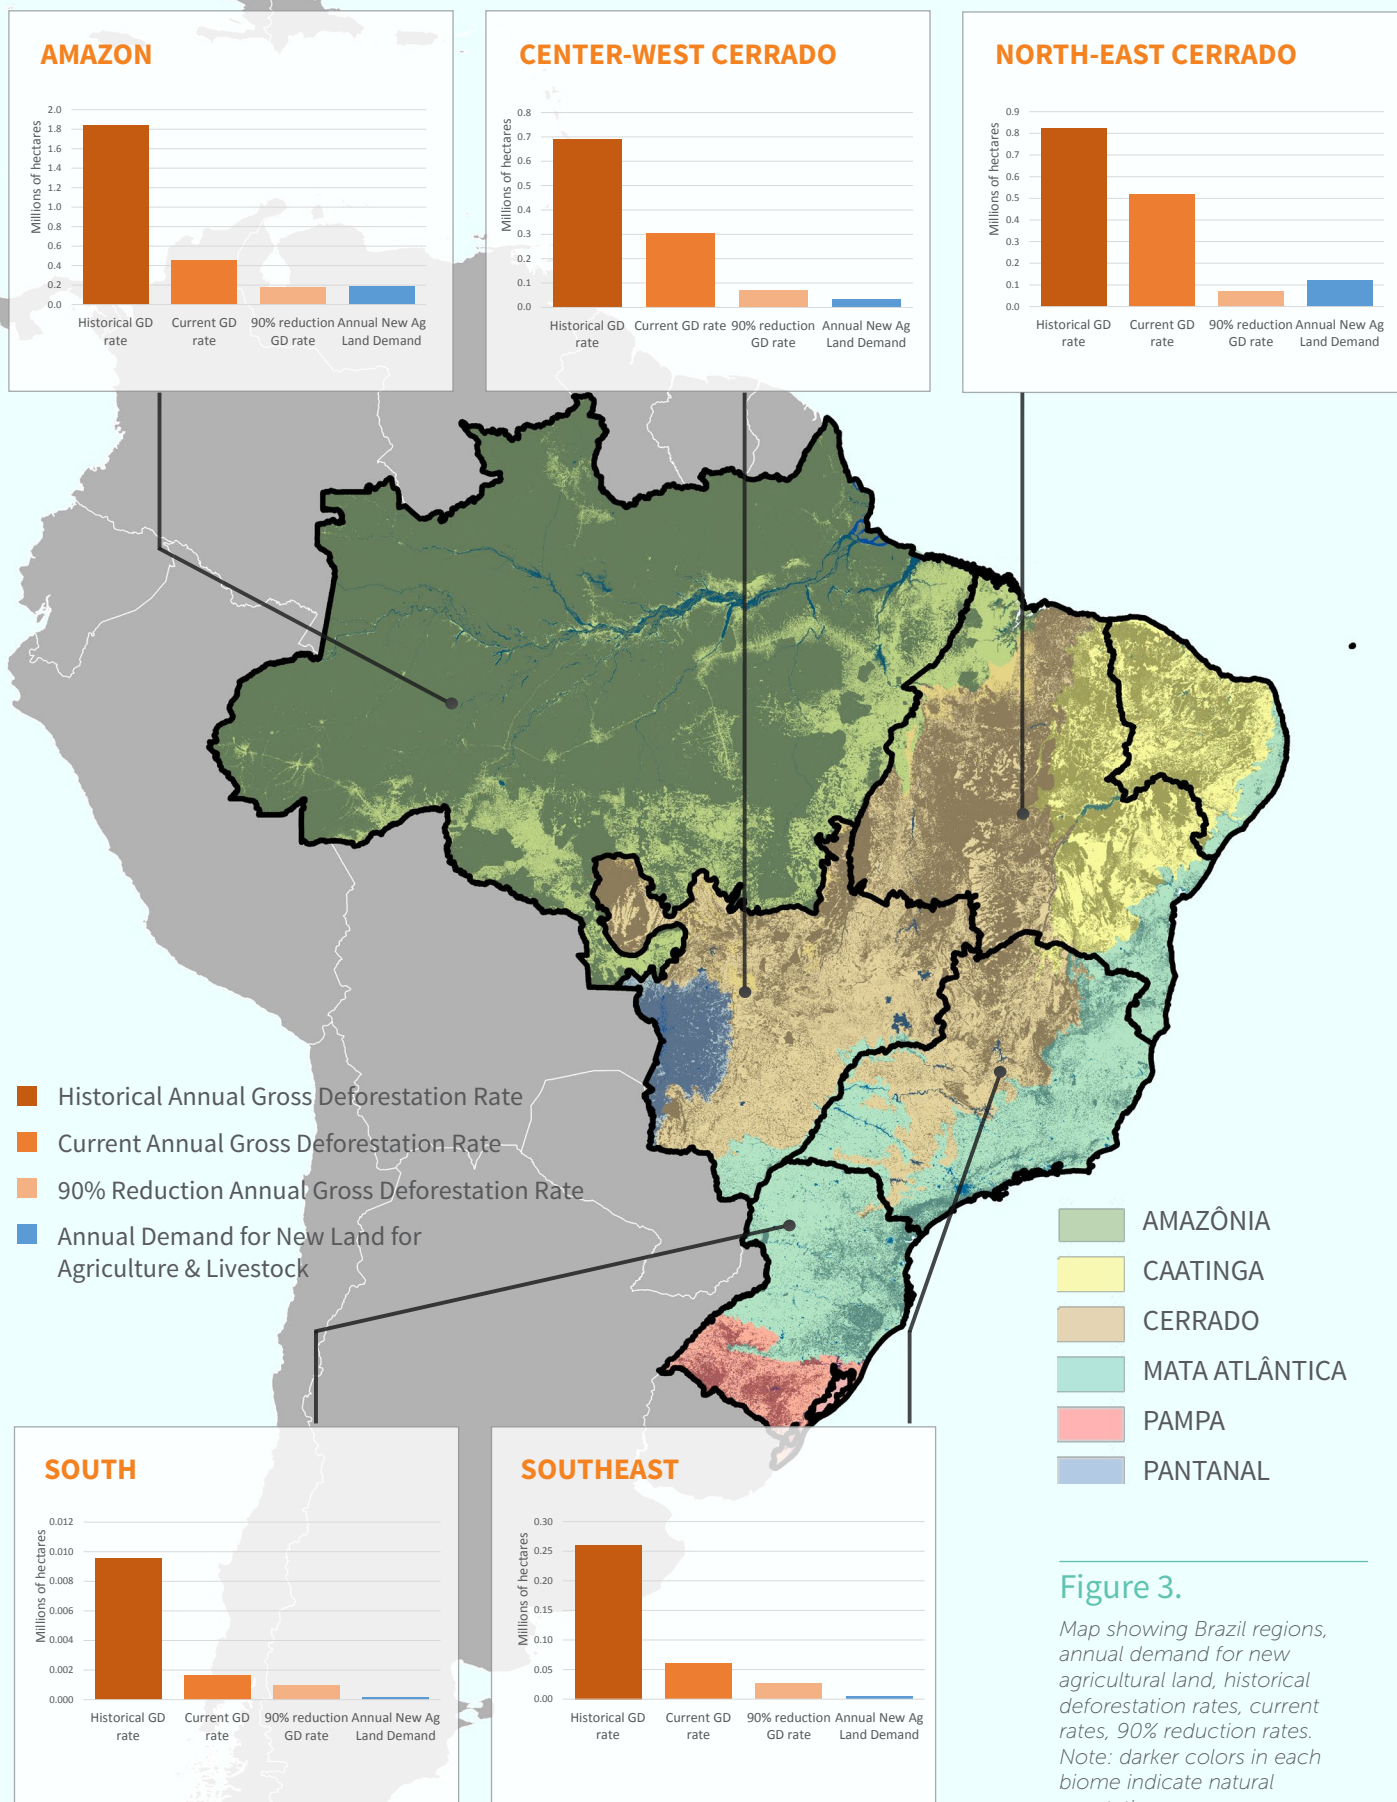 AMAZON
Millions of hectares
2.0
1.8
1.6
1.4
1.2
1.0
0.8
0.6
0.4
0.2
0.0
Historical GD
rate
Current GD
rate
90% reduction
GD rate
Annual New Ag
Land Demand
CENTER-WEST CERRADO
Millions of hectares
0.8
0.7
0.6
0.5
0.4
0.3
0.2
0.1
0.0
Historical GD
rate
Current GD rate
90% reduction
GD rate
Annual New Ag
Land Demand
NORTH-EAST CERRADO
Millions of hectares
0.9
0.8
0.7
0.6
0.5
0.4
0.3
0.2
0.1
0.0
Historical GD
rate
Current GD
rate
90% reduction
GD rate
Annual New Ag
Land Demand
Historical Annual Gross Deforestation Rate
Current Annual Gross Deforestation Rate
90% Reduction Annual Gross Deforestation Rate
Annual Demand for New Land for
Agriculture & Livestock
AMAZÔNIA
CAATINGA
CERRADO
MATA ATLÂNTICA
PAMPA
PANTANAL
SOUTH
Millions of hectares
0.012
0.010
0.008
0.006
0.004
0.002
0.000
Historical GD
rate
Current GD
rate
90% reduction
GD rate
Annual New Ag
Land Demand
SOUTHEAST
Millions of hectares
0.30
0.25
0.20
0.15
0.10
0.05
0.00
Historical GD
rate
Current GD
rate
90% reduction
GD rate
Annual New Ag
Land Demand
Figure 3.
Map showing Brazil regions,
annual demand for new
agricultural land, historical
deforestation rates, current
rates, 90% reduction rates.
Note: darker colors in each
biome indicate natural